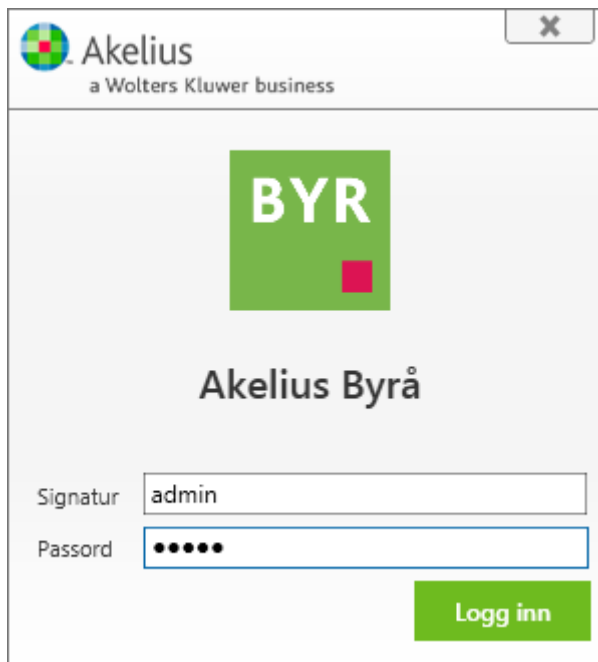 Akelius
a Wolters Kluwer business
BYR
Akelius Byrå
Signatur admin
Passord •••••
Logg inn